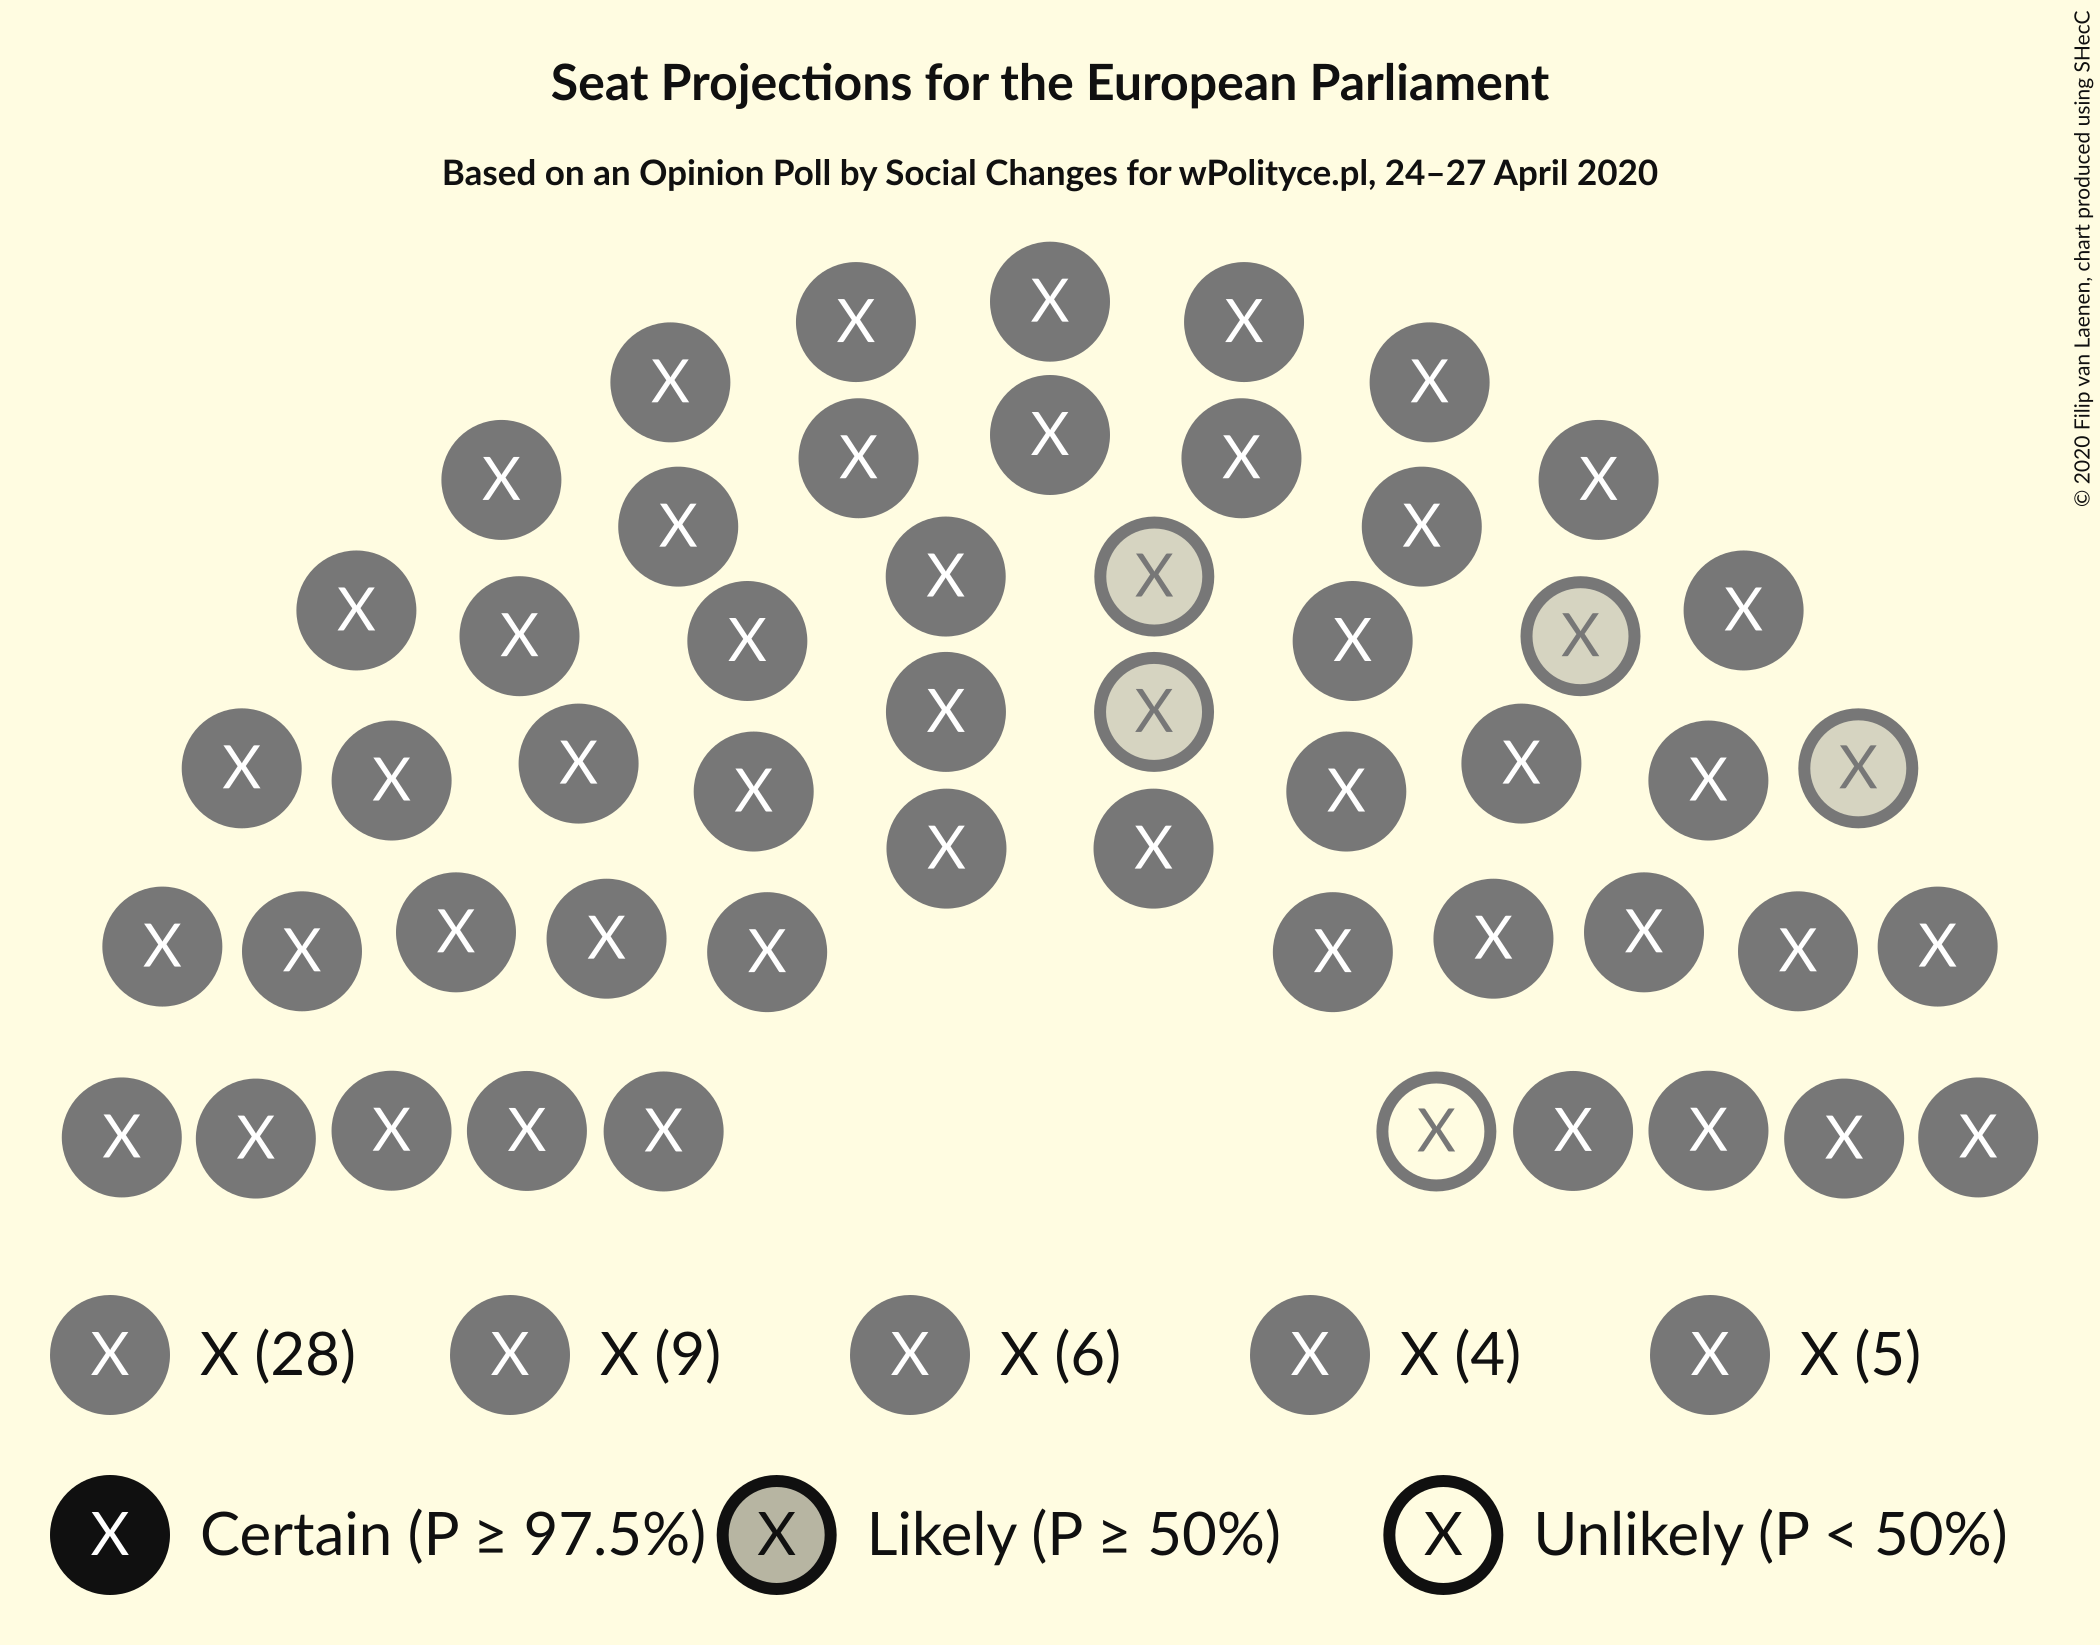 Seat Projections for the European Parliament
Based on an Opinion Poll by Social Changes for wPolityce.pl, 24–27 April 2020
© 2020 Filip van Laenen, chart produced using SHecC
X X X
X X
X X X X X
X X
X X
X X X X X X
X X
X X X X X X X X
X X
X X X X X X X X X X
X X X X X X X X X X
X X (28) X X (9) X X (6) X X (4) X X (5)
X Certain (P ≥ 97.5%) X Likely (P ≥ 50%) X Unlikely (P < 50%)